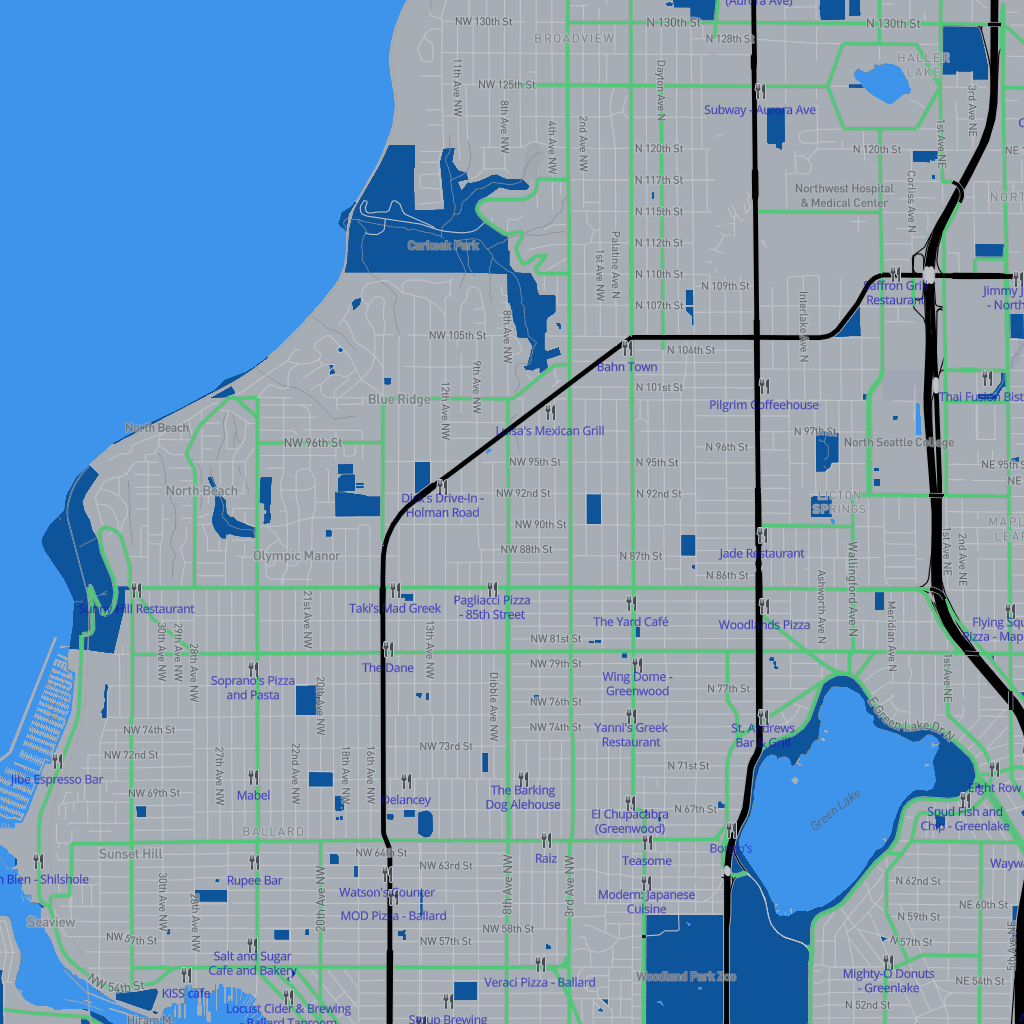 (Aurora Ave)
NW 130th St
N 130th St
N 130th St
BROADVIEW
N 128th St
HALLER
LAKE
11th Ave NW
Dayton Ave N
NW 125th St
8th Ave NW
3rd Ave NE
Subway - Aurora Ave
4th Ave NW
2nd Ave NW
1st Ave NE
N 120th St
N 120th St
N 117th St
Northwest Hospital
& Medical Center
Corliss Ave N
N 115th St
Carkeek Park
N 112th St
Palatine Ave N
1st Ave NW
N 110th St
N 109th St
Saffron Grill
Restaurant
Jimmy J
- North
N 107th St
Interlake Ave N
8th Ave NW
NW 105th St
N 104th St
Bahn Town
9th Ave NW
12th Ave NW
N 101st St
Blue Ridge
Pilgrim Coffeehouse
Thai Fusion Bist
North Beach
Luisa's Mexican Grill
N 97th St
NW 96th St
N 96th St
North Seattle College
NW 95th St
N 95th St
NE 95th St
North Beach
Dick's Drive-In -
Holman Road
NW 92nd St
N 92nd St
LICTON
SPRINGS
NW 90th St
MAPL
LEAF
Olympic Manor
NW 88th St
N 87th St
Jade Restaurant
1st Ave NE
2nd Ave NE
N 86th St
Wallingford Ave N
Ashworth Ave N
Meridian Ave N
Sunny Hill Restaurant
21st Ave NW
Taki's Mad Greek
Pagliacci Pizza
- 85th Street
The Yard Café
Woodlands Pizza
Flying Squ
Pizza - Map
30th Ave NW
29th Ave NW
28th Ave NW
13th Ave NW
NW 81st St
The Dane
NW 79th St
1st Ave NE
Soprano's Pizza
and Pasta
20th Ave NW
Dibble Ave NW
Wing Dome -
Greenwood
N 77th St
NW 76th St
E Green Lake Dr N
NW 74th St
NW 74th St
Yanni's Greek
Restaurant
St. Andrews
Bar & Grill
NW 72nd St
NW 73rd St
27th Ave NW
22nd Ave NW
18th Ave NW
16th Ave NW
N 71st St
Jibe Espresso Bar
Mabel
NW 69th St
Delancey
The Barking
Dog Alehouse
Eight Row
Green Lake
N 67th St
El Chupacabra
(Greenwood)
Spud Fish and
Chip - Greenlake
BALLARD
Sunset Hill
NW 64th St
Raiz
Teasome
NW 63rd St
Rupee Bar
Bien - Shilshole
30th Ave NW
28th Ave NW
20th Ave NW
8th Ave NW
3rd Ave NW
Watson's Counter
N 62nd St
Modern: Japanese
Cuisine
MOD Pizza - Ballard
NE 60th St
N 59th St
Seaview
NW 58th St
NW 57th St
NW 57th St
N 57th St
5th Ave NE
Salt and Sugar
Cafe and Bakery
NW 54th St
KISS cafe
Veraci Pizza - Ballard
Woodland Park Zoo
Mighty-O Donuts
- Greenlake
NE 54th St
Locust Cider & Brewing
- Ballard Taproom
N 52nd St
Hiram M.